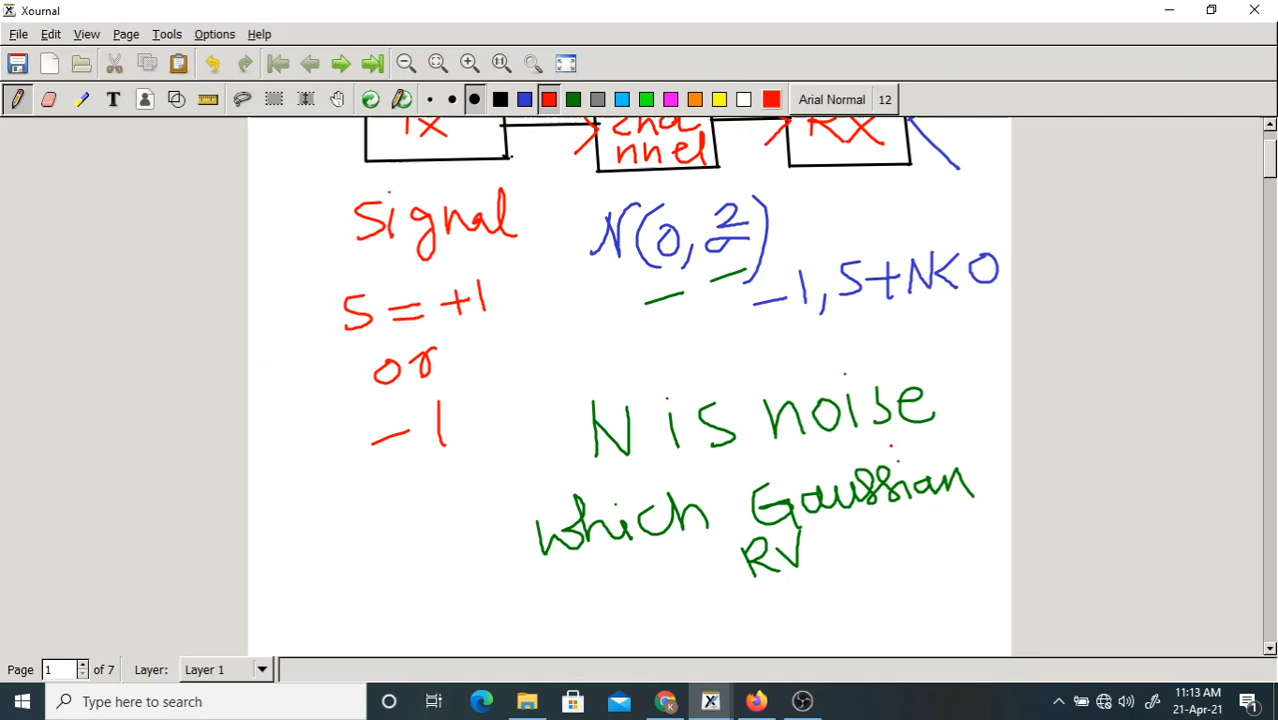 Xournal
File Edit View Page Tools Options Help
Arial Normal 12
Tx cha RX
nnel
Signal N(0, σ²)
-1, S+N<0
S = +1
or
-1
N is noise
which Gaussian
RV
Page 1 of 7 Layer: Layer 1
Type here to search
11:13 AM
21-Apr-21